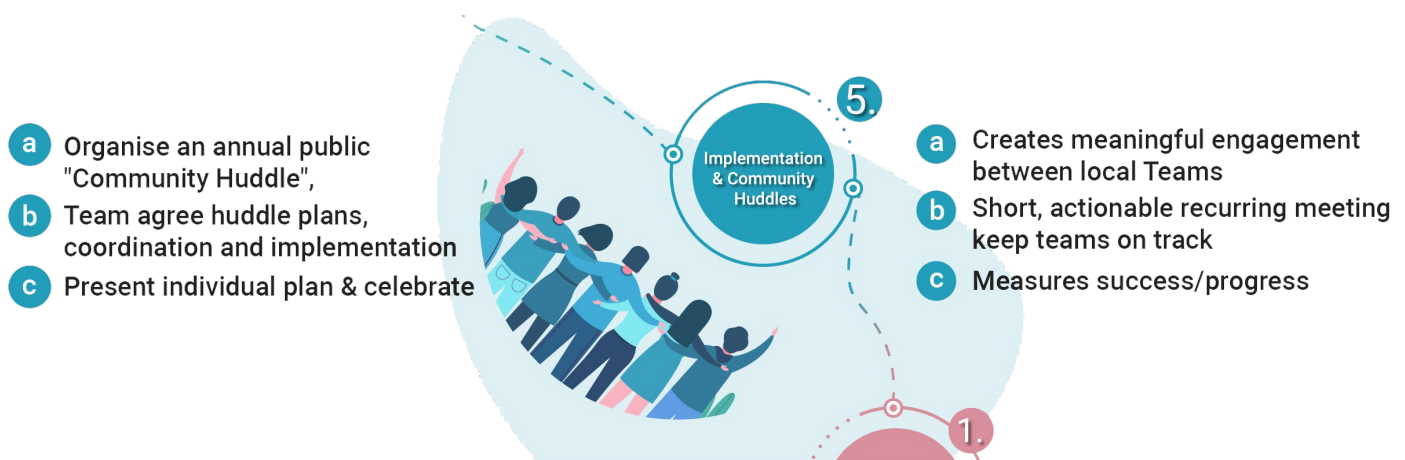 a Organise an annual public
"Community Huddle",
b Team agree huddle plans,
coordination and implementation
c Present individual plan & celebrate
5.
Implementation
& Community
Huddles
a Creates meaningful engagement
between local Teams
b Short, actionable recurring meeting
keep teams on track
c Measures success/progress
1.